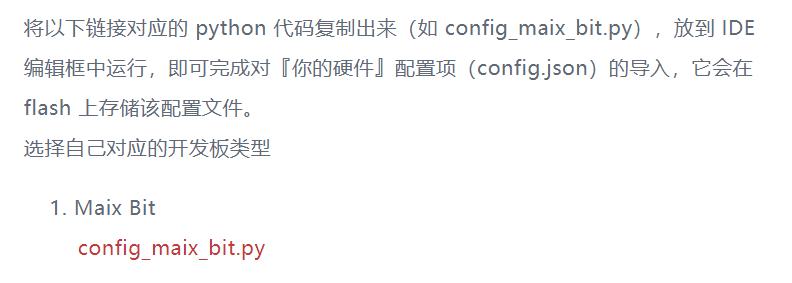 将以下链接对应的 python 代码复制出来（如 config_maix_bit.py），放到 IDE
编辑框中运行，即可完成对『你的硬件』配置项（config.json）的导入，它会在
flash 上存储该配置文件。
选择自己对应的开发板类型
1. Maix Bit
config_maix_bit.py